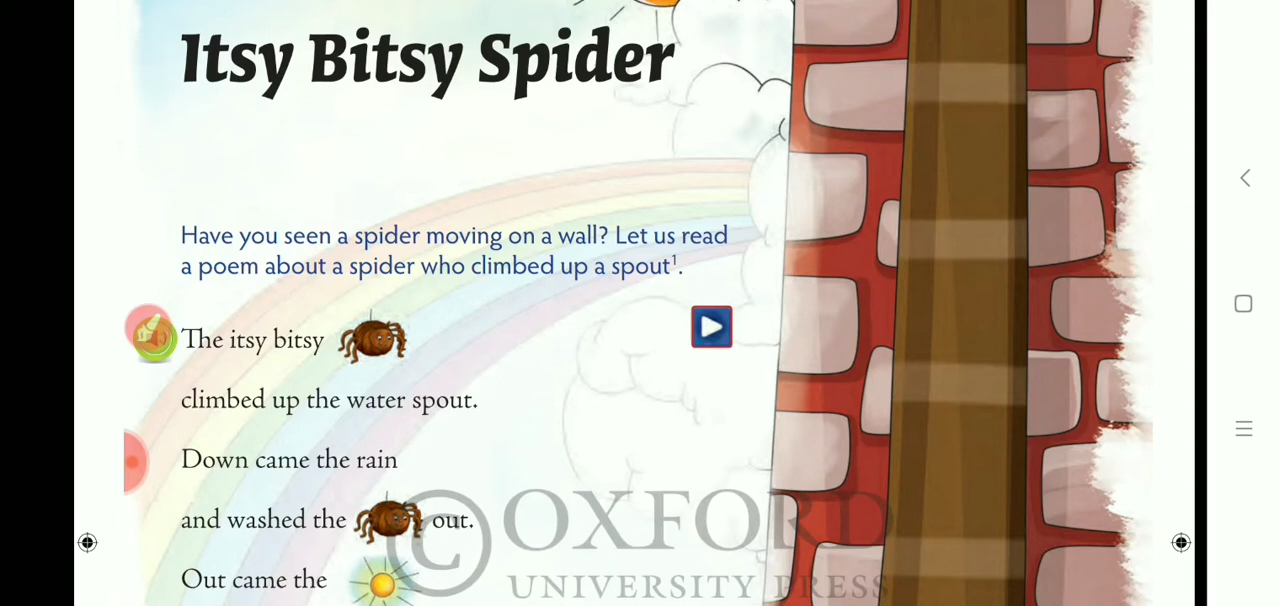 Itsy Bitsy Spider
Have you seen a spider moving on a wall? Let us read
a poem about a spider who climbed up a spout¹.
The itsy bitsy
climbed up the water spout.
Down came the rain
and washed the out.
Out came the
© OXFORD
UNIVERSITY PRESS